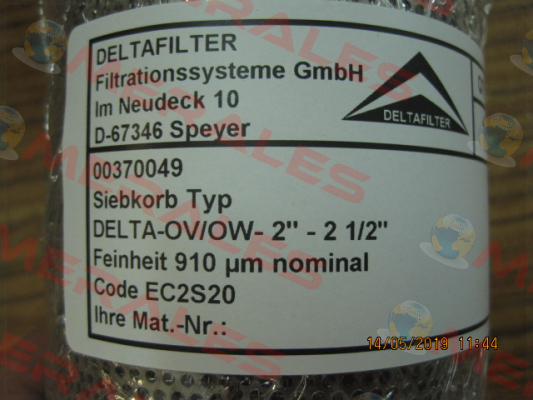 DELTAFILTER
Filtrationssysteme GmbH
Im Neudeck 10
D-67346 Speyer
DELTAFILTER
00370049
Siebkorb Typ
DELTA-OV/OW- 2" - 2 1/2"
Feinheit 910 µm nominal
Code EC2S20
Ihre Mat.-Nr.:
MERALES
14/05/2019 11:44